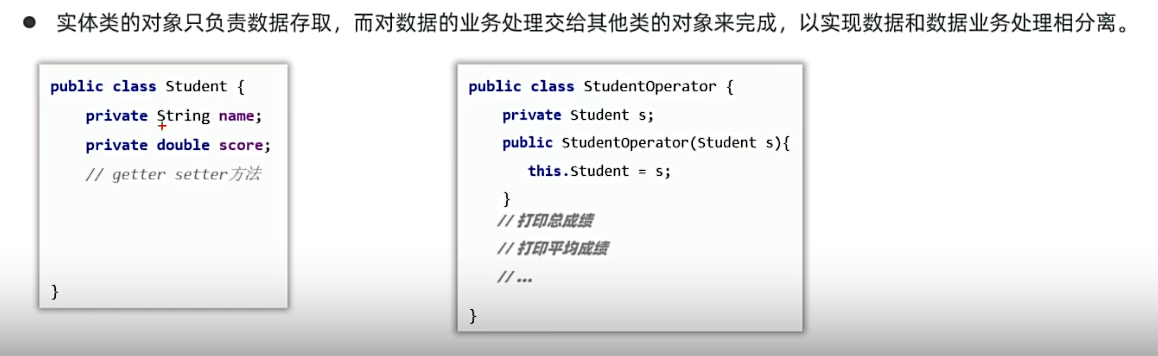 ● 实体类的对象只负责数据存取，而对数据的业务处理交给其他类的对象来完成，以实现数据和数据业务处理相分离。
public class Student {
private String name;
private double score;
// getter setter方法
}
public class StudentOperator {
private Student s;
public StudentOperator(Student s){
this.Student = s;
}
// 打印总成绩
// 打印平均成绩
// ...
}